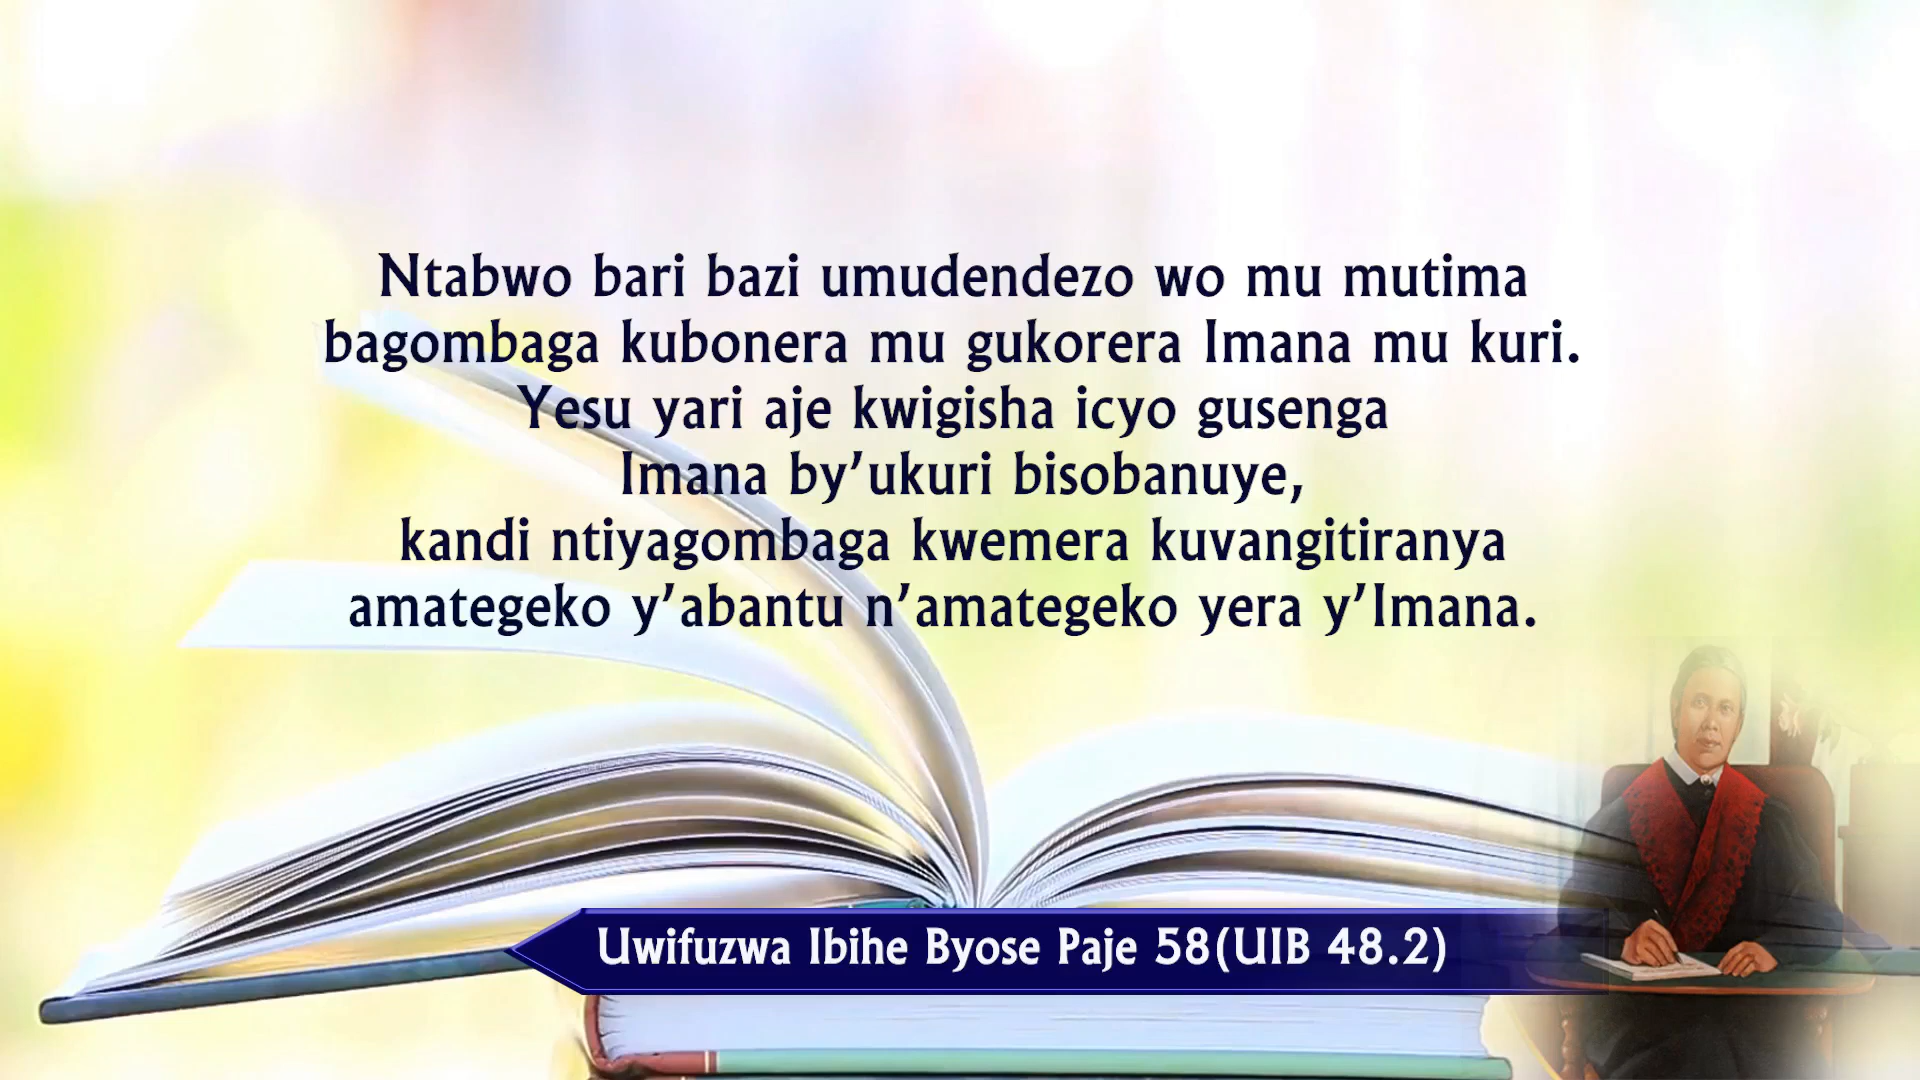 Ntabwo bari bazi umudendezo wo mu mutima
bagombaga kubonera mu gukorera Imana mu kuri.
Yesu yari aje kwigisha icyo gusenga
Imana by’ukuri bisobanuye,
kandi ntiyagombaga kwemera kuvangitiranya
amategeko y’abantu n’amategeko yera y’Imana.
Uwifuzwa Ibihe Byose Paje 58(UIB 48.2)